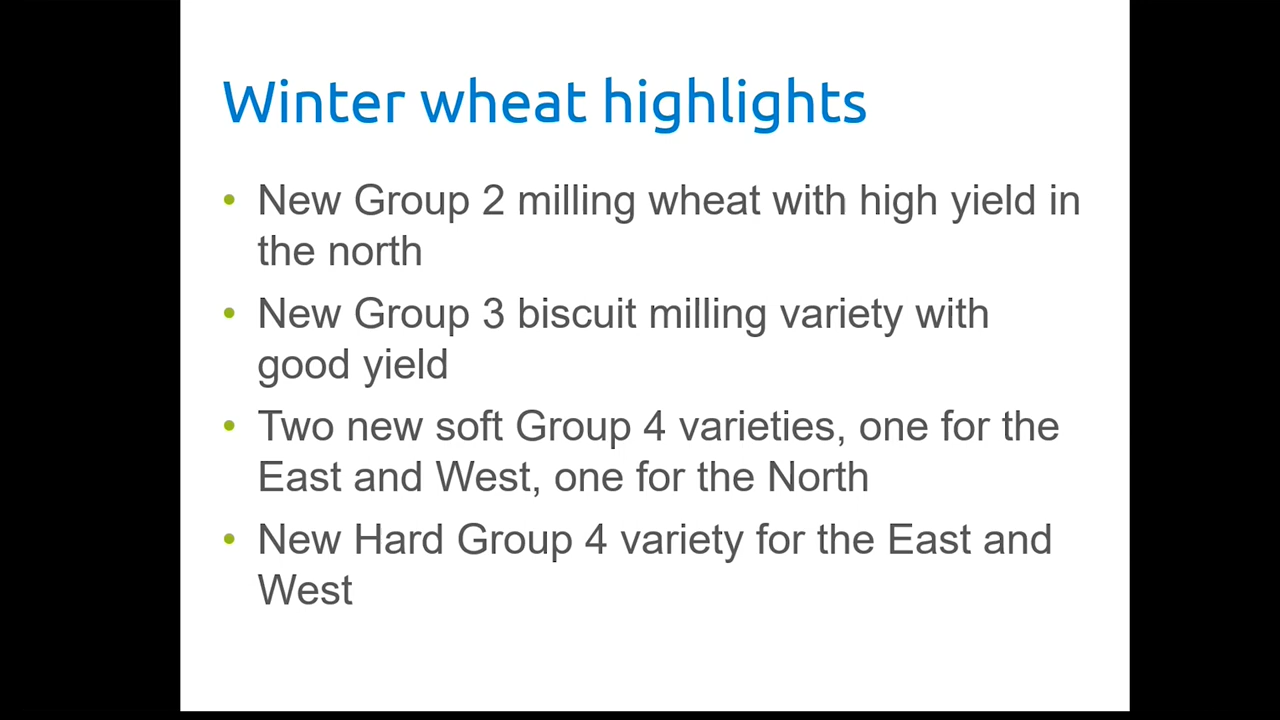 Winter wheat highlights
• New Group 2 milling wheat with high yield in
the north
• New Group 3 biscuit milling variety with
good yield
• Two new soft Group 4 varieties, one for the
East and West, one for the North
• New Hard Group 4 variety for the East and
West